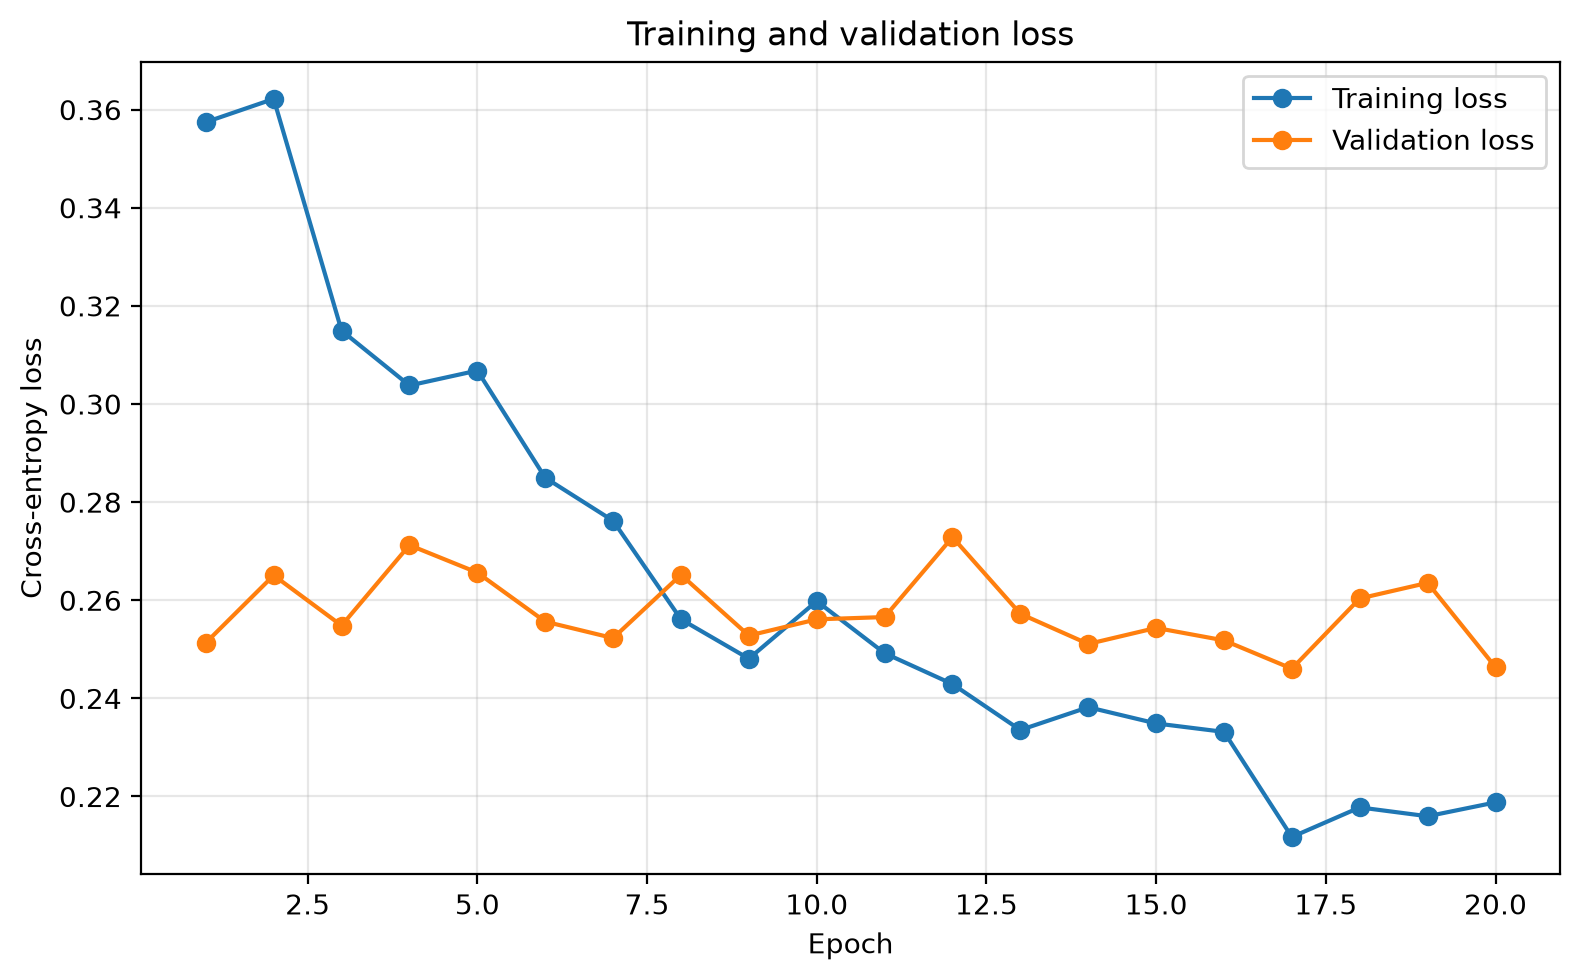 Training and validation loss
Training loss
Validation loss
Cross-entropy loss
0.36
0.34
0.32
0.30
0.28
0.26
0.24
0.22
2.5 5.0 7.5 10.0 12.5 15.0 17.5 20.0
Epoch